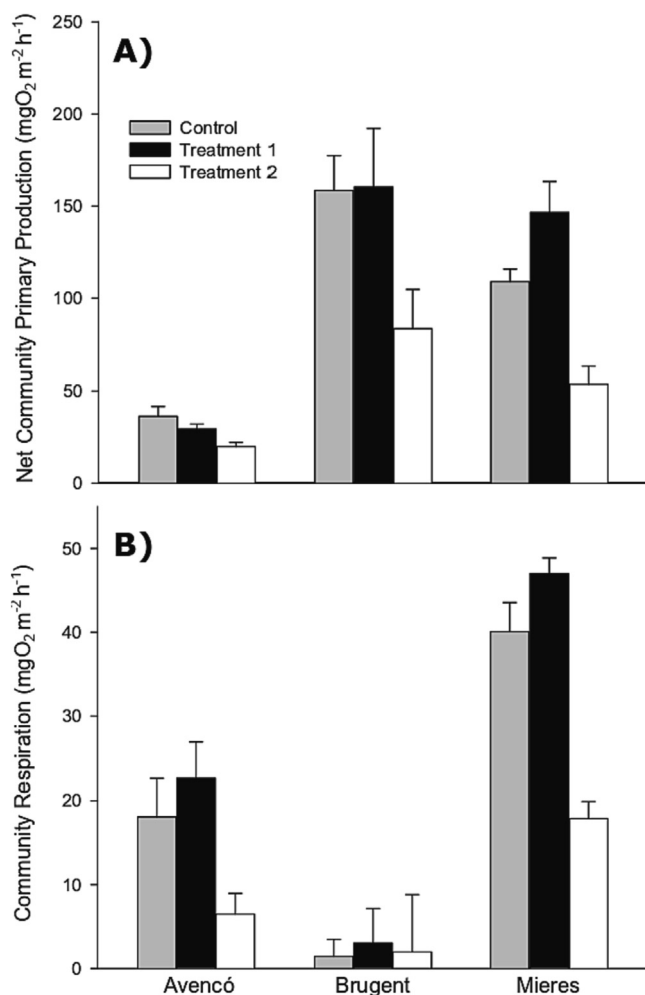 A)
Net Community Primary Production (mgO₂ m⁻² h⁻¹)
250
200
150
100
50
0
Control
Treatment 1
Treatment 2
B)
Community Respiration (mgO₂ m⁻² h⁻¹)
50
40
30
20
10
0
Avencó Brugent Mieres